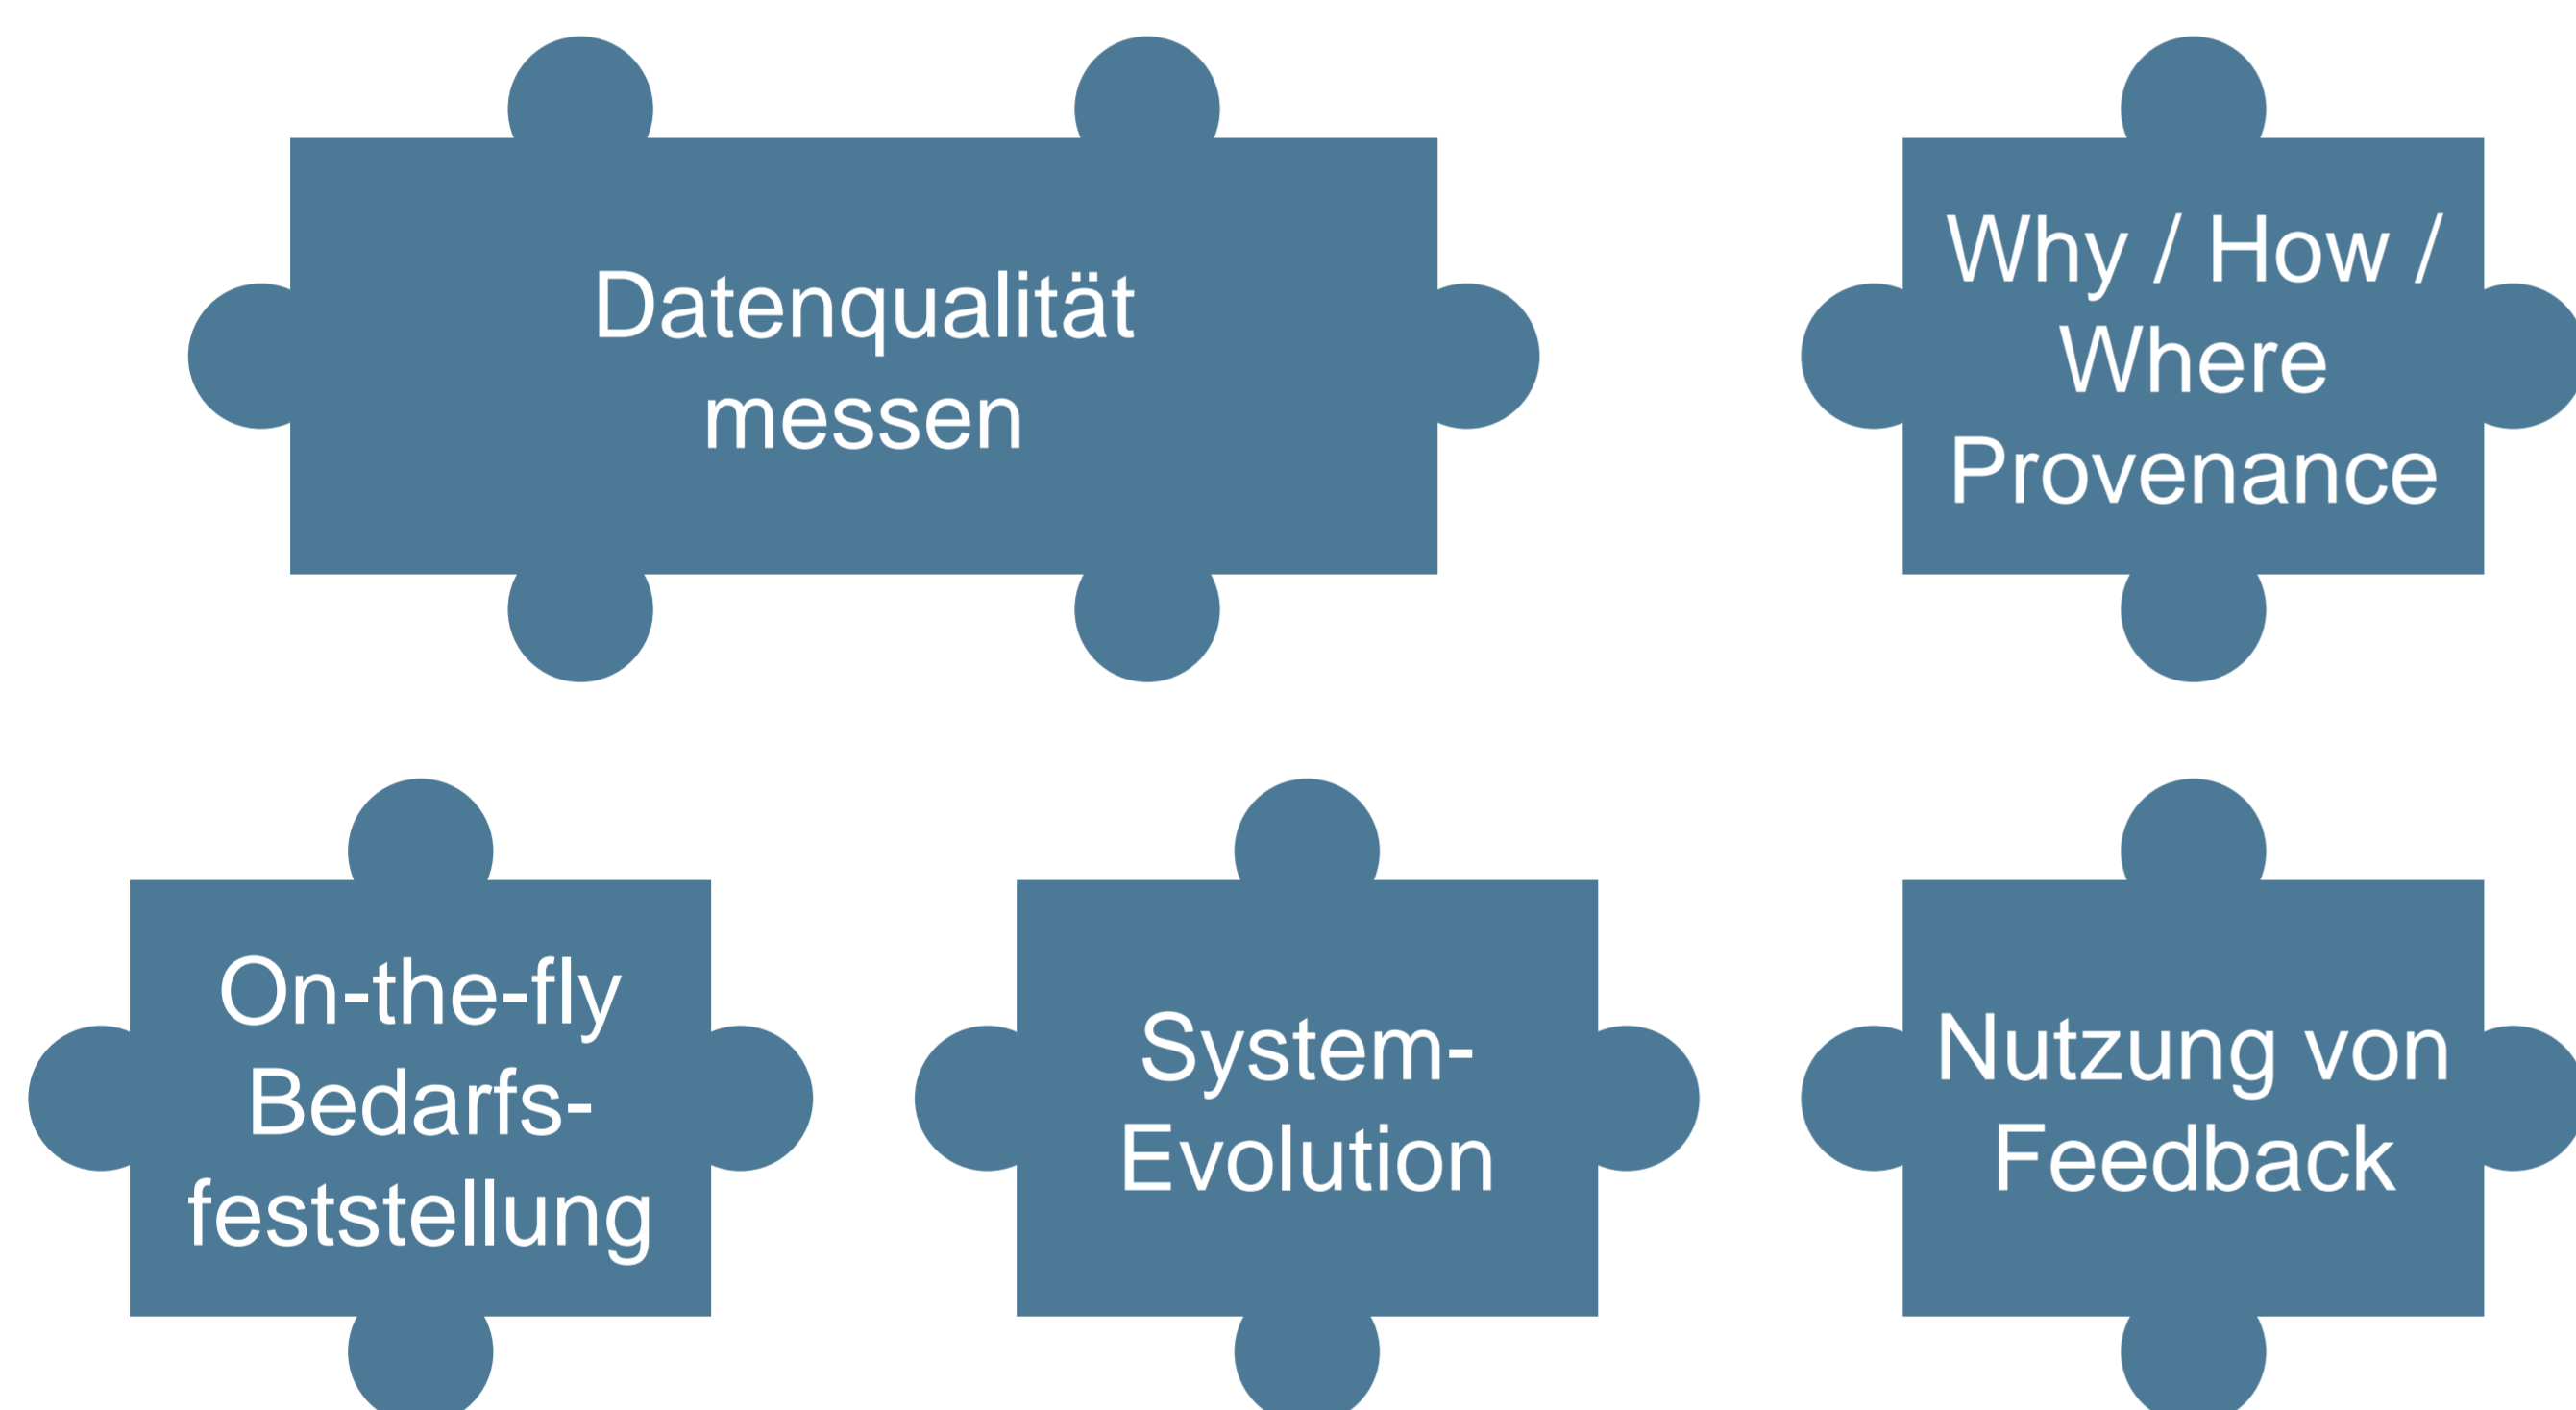 Datenqualität
messen
Why / How /
Where
Provenance
On-the-fly
Bedarfs-
feststellung
System-
Evolution
Nutzung von
Feedback